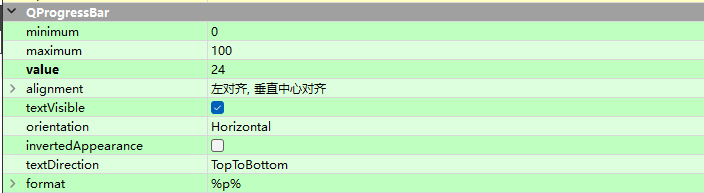 QProgressBar
minimum 0
maximum 100
value 24
alignment 左对齐, 垂直中心对齐
textVisible
orientation Horizontal
invertedAppearance
textDirection TopToBottom
format %p%